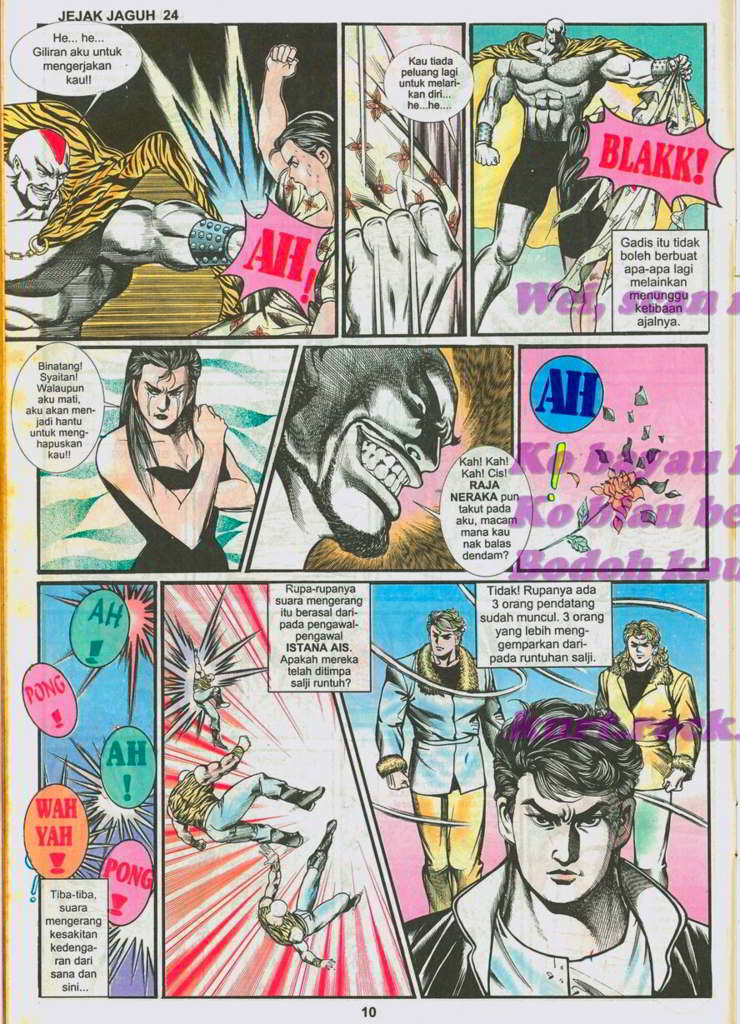 JEJAK JAGUH 24
He... he...
Giliran aku untuk
mengerjakan
kau!!
AH!
Kau tiada
peluang lagi
untuk melari-
kan diri...
he...he....
BLAKK!
Gadis itu tidak
boleh berbuat
apa-apa lagi
melainkan
menunggu
ketibaan
ajalnya.
Binatang!
Syaitan!
Walaupun
aku mati,
aku akan men-
jadi hantu
untuk meng-
hapuskan
kau!!
Kah! Kah!
Kah! Cis!
RAJA
NERAKA pun
takut pada
aku, macam
mana kau
nak balas
dendam?
AH
!
AH
!
PONG
!
AH
!
WAH
YAH
!
PONG
!
Tiba-tiba,
suara
mengerang
kesakitan
kedenga-
ran dari
sana dan
sini...
Rupa-rupanya
suara mengerang
itu berasal dari-
pada pengawal-
pengawal
ISTANA AIS.
Apakah mereka
telah ditimpa
salji runtuh?
Tidak! Rupanya ada
3 orang pendatang
sudah muncul. 3 orang
yang lebih meng-
gemparkan dari-
pada runtuhan salji.
Wei,
Ko
Ko
Bodoh kau
10